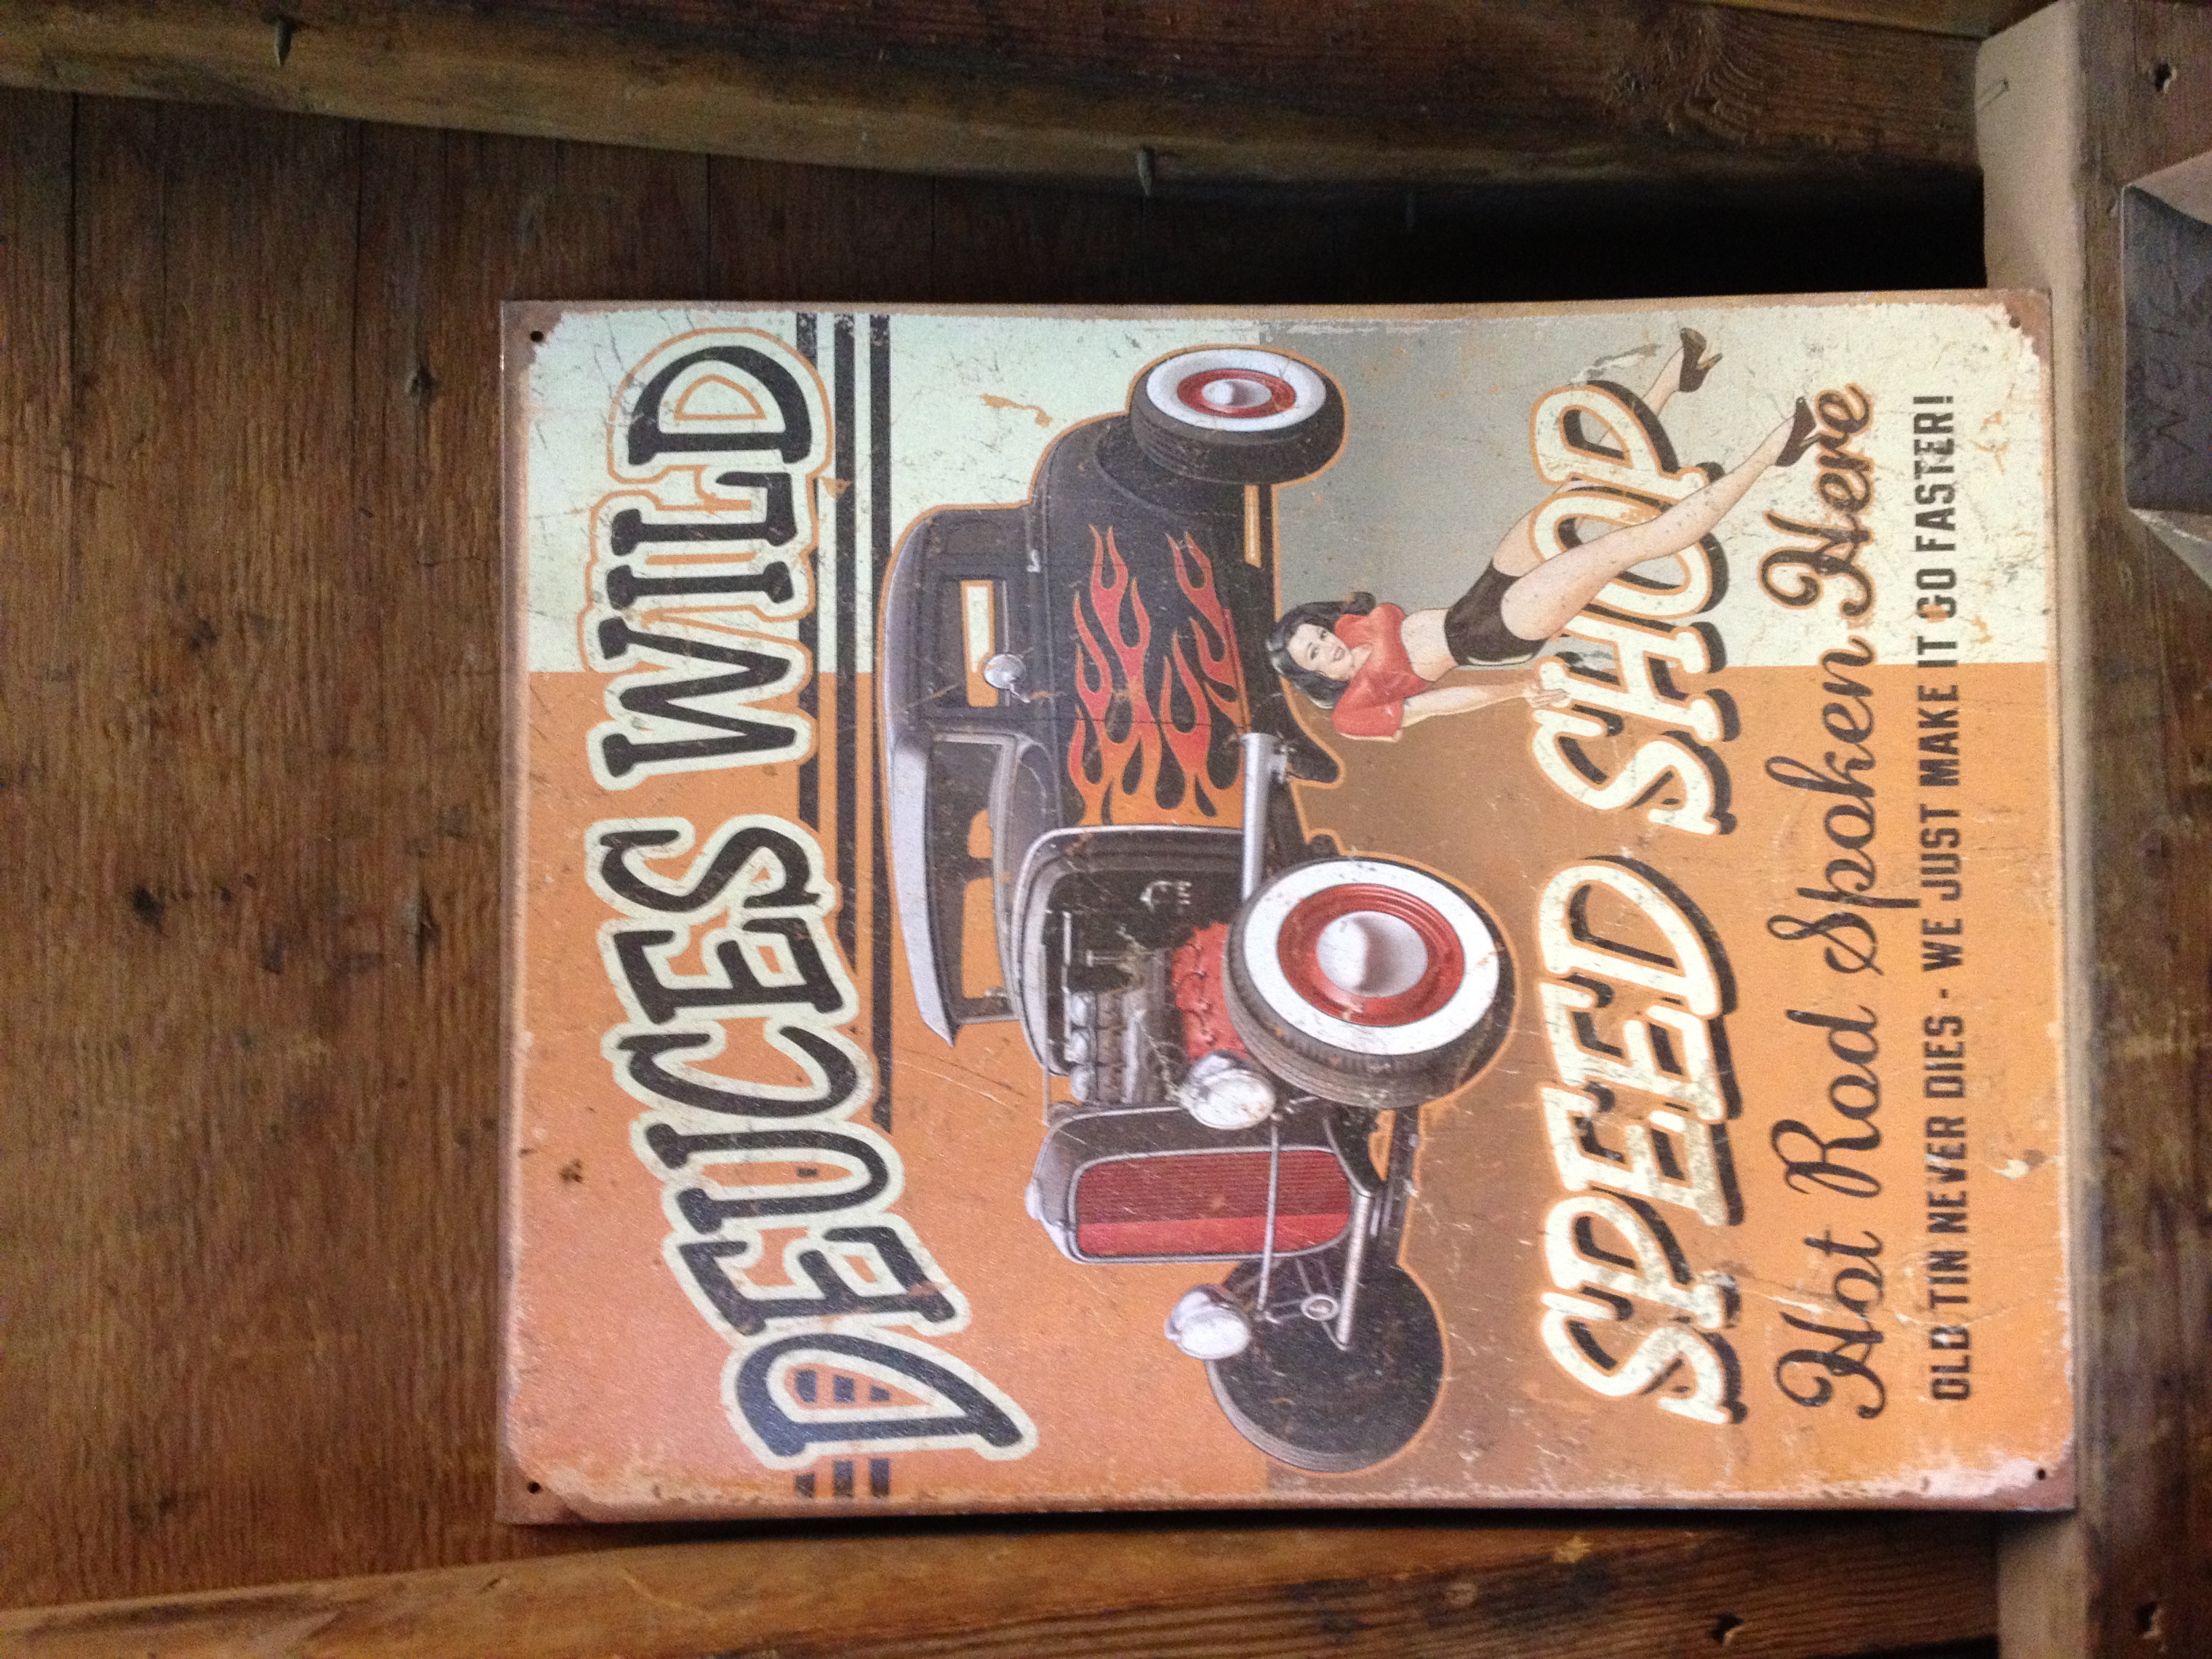 DEUCES WILD
SPEED SHOP
Hot Rod Spoken Here
OLD TIN NEVER DIES - WE JUST MAKE IT GO FASTER!